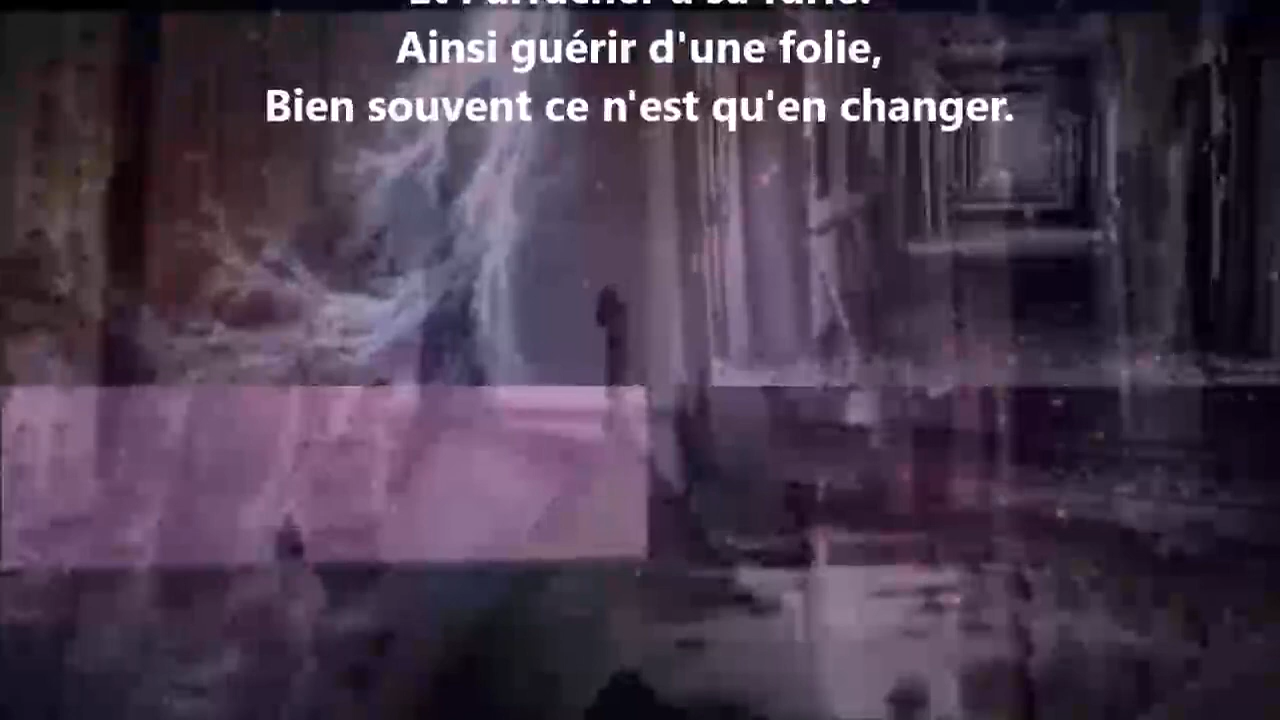 Ainsi guérir d'une folie,
Bien souvent ce n'est qu'en changer.